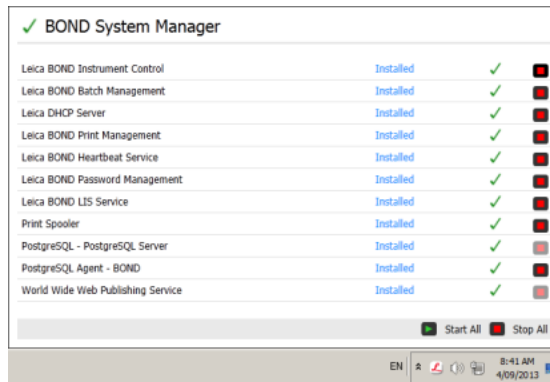 BOND System Manager
Leica BOND Instrument Control Installed
Leica BOND Batch Management Installed
Leica DHCP Server Installed
Leica BOND Print Management Installed
Leica BOND Heartbeat Service Installed
Leica BOND Password Management Installed
Leica BOND LIS Service Installed
Print Spooler Installed
PostgreSQL - PostgreSQL Server Installed
PostgreSQL Agent - BOND Installed
World Wide Web Publishing Service Installed
Start All Stop All
EN 8:41 AM
4/09/2013